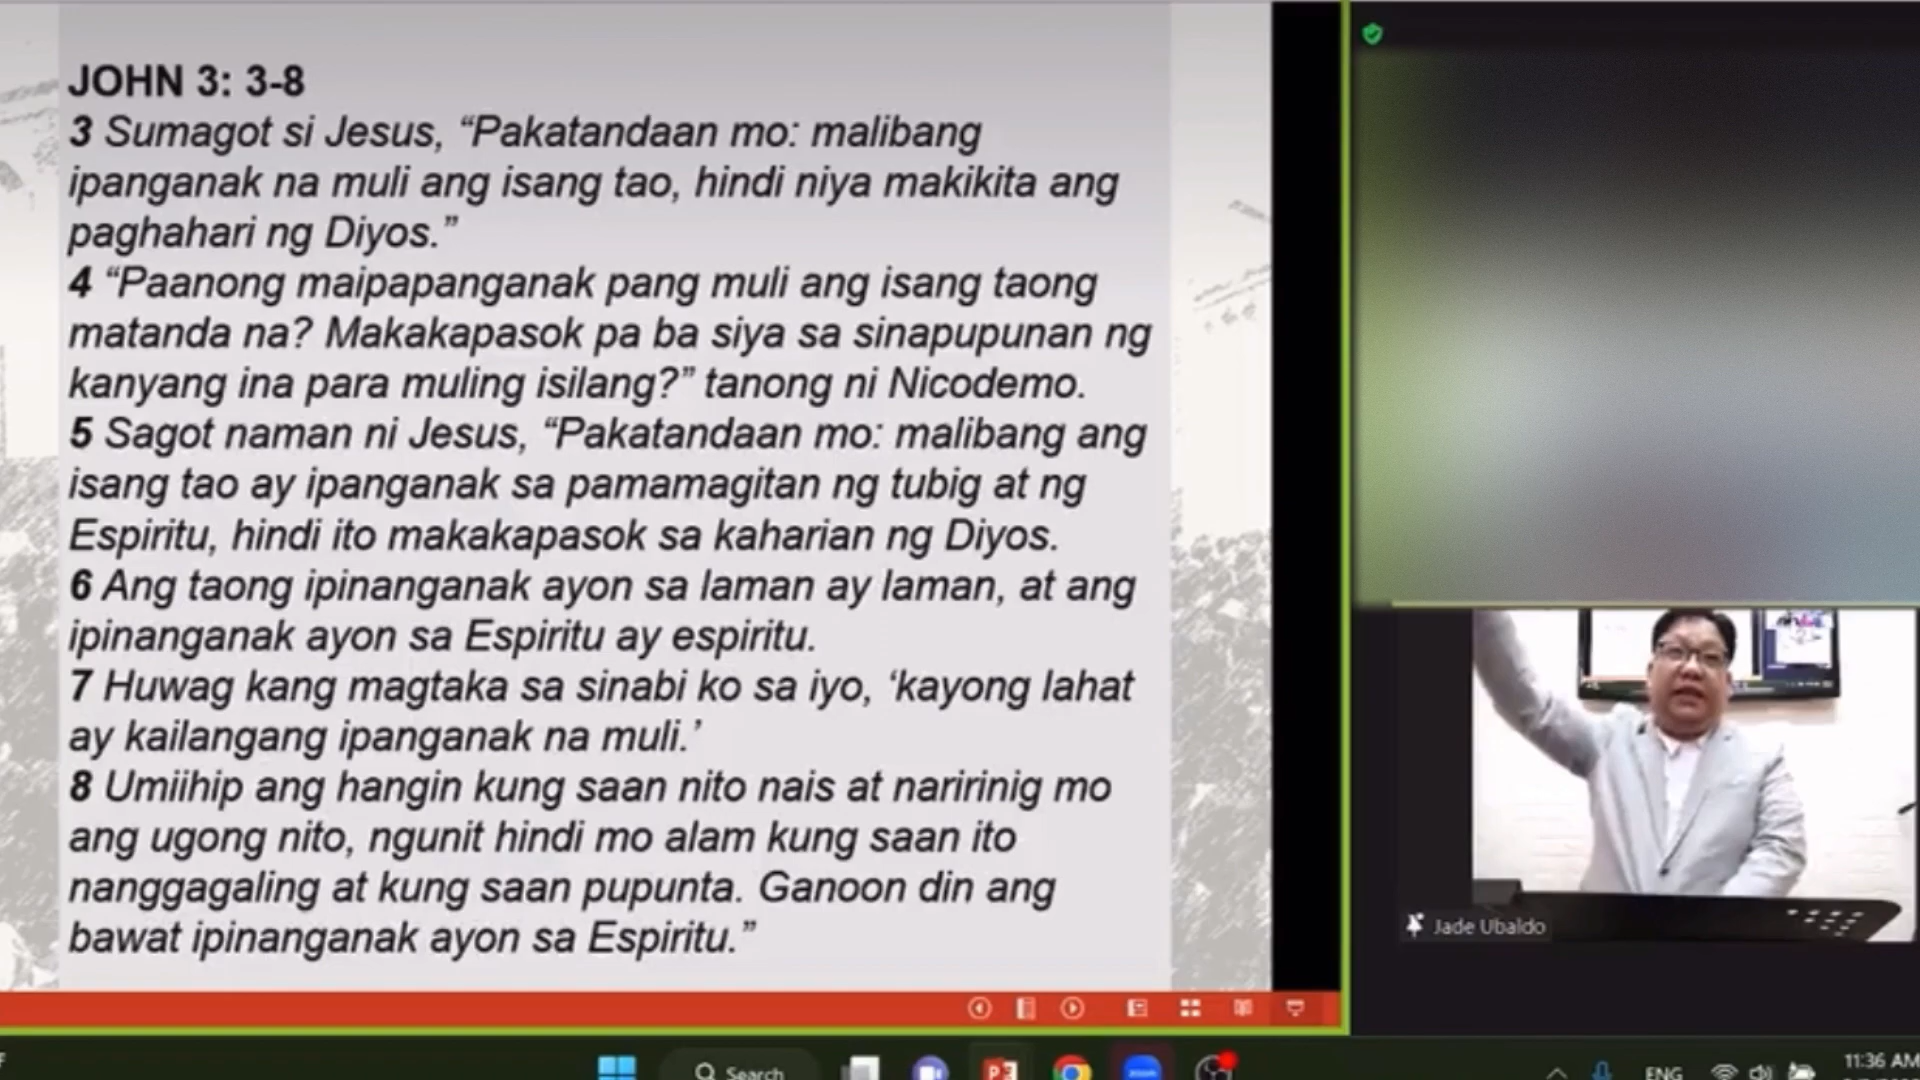 JOHN 3: 3-8
3 Sumagot si Jesus, “Pakatandaan mo: malibang
ipanganak na muli ang isang tao, hindi niya makikita ang
paghahari ng Diyos.”
4 “Paanong maipapanganak pang muli ang isang taong
matanda na? Makakapasok pa ba siya sa sinapupunan ng
kanyang ina para muling isilang?” tanong ni Nicodemo.
5 Sagot naman ni Jesus, “Pakatandaan mo: malibang ang
isang tao ay ipanganak sa pamamagitan ng tubig at ng
Espiritu, hindi ito makakapasok sa kaharian ng Diyos.
6 Ang taong ipinanganak ayon sa laman ay laman, at ang
ipinanganak ayon sa Espiritu ay espiritu.
7 Huwag kang magtaka sa sinabi ko sa iyo, ‘kayong lahat
ay kailangang ipanganak na muli.’
8 Umiihip ang hangin kung saan nito nais at naririnig mo
ang ugong nito, ngunit hindi mo alam kung saan ito
nanggagaling at kung saan pupunta. Ganoon din ang
bawat ipinanganak ayon sa Espiritu.”
Jade Ubaldo
Search
zoom
ENG
11:36 AM